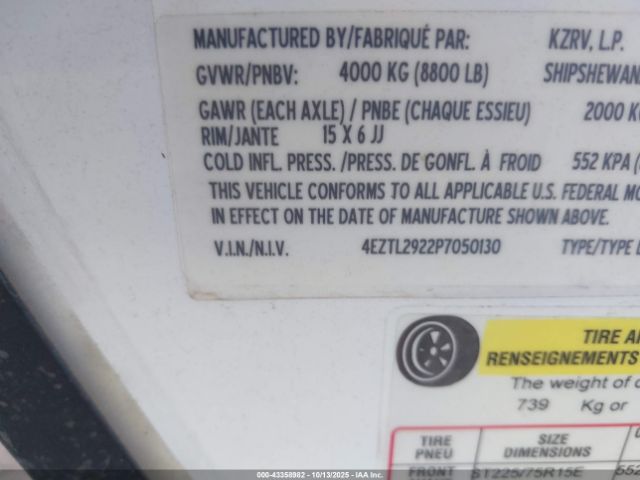 MANUFACTURED BY/FABRIQUÉ PAR: KZRV, L.P.
GVWR/PNBV: 4000 KG (8800 LB) SHIPSHEWAN
GAWR (EACH AXLE) / PNBE (CHAQUE ESSIEU) 2000 K
RIM/JANTE 15 X 6 JJ
COLD INFL. PRESS. /PRESS. DE GONFL. À FROID 552 KPA (
THIS VEHICLE CONFORMS TO ALL APPLICABLE U.S. FEDERAL MO
IN EFFECT ON THE DATE OF MANUFACTURE SHOWN ABOVE.
V.I.N./N.I.V. 4EZTL2922P7050130 TYPE/TYPE
TIRE A
RENSEIGNEMENTS
The weight of
739 Kg or
TIRE SIZE
PNEU DIMENSIONS
FRONT ST225/75R15E 552
© 43358982 - 10/13/2025 - IAAI.COM